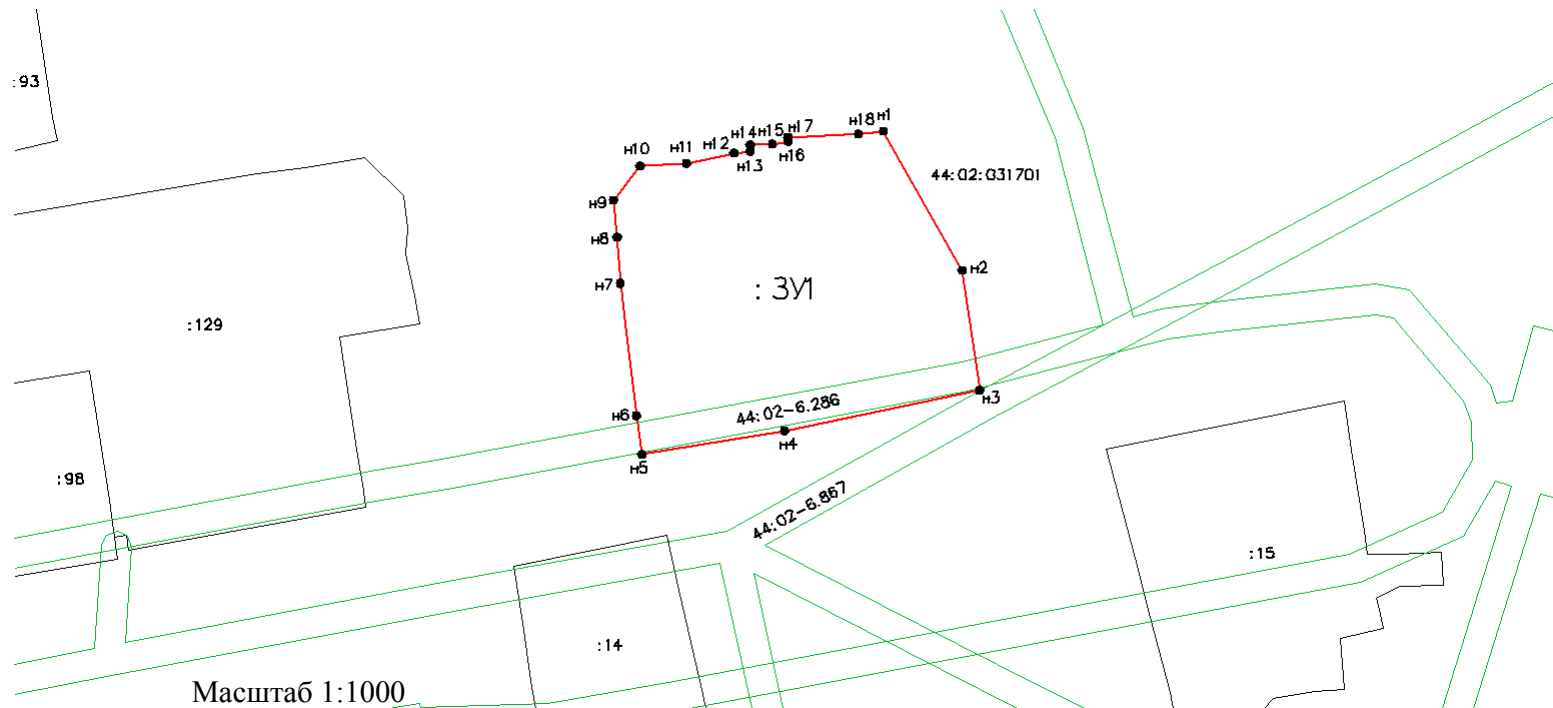 :93
н14
н15
н17
н18
н1
н10
н11
н12
н13
н16
44:02:031701
н9
н8
н2
н7
:ЗУ1
:129
н3
44:02-6.286
н6
н4
н5
:98
44:02-6.867
:15
:14
Масштаб 1:1000